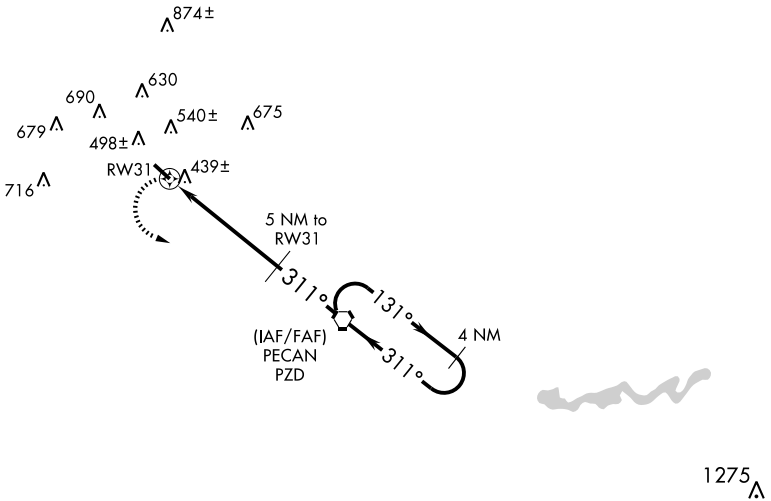 874±
630
690
540±
675
679
498±
439±
RW31
716
5 NM to
RW31
311°
131°
4 NM
(IAF/FAF)
PECAN
PZD
311°
1275